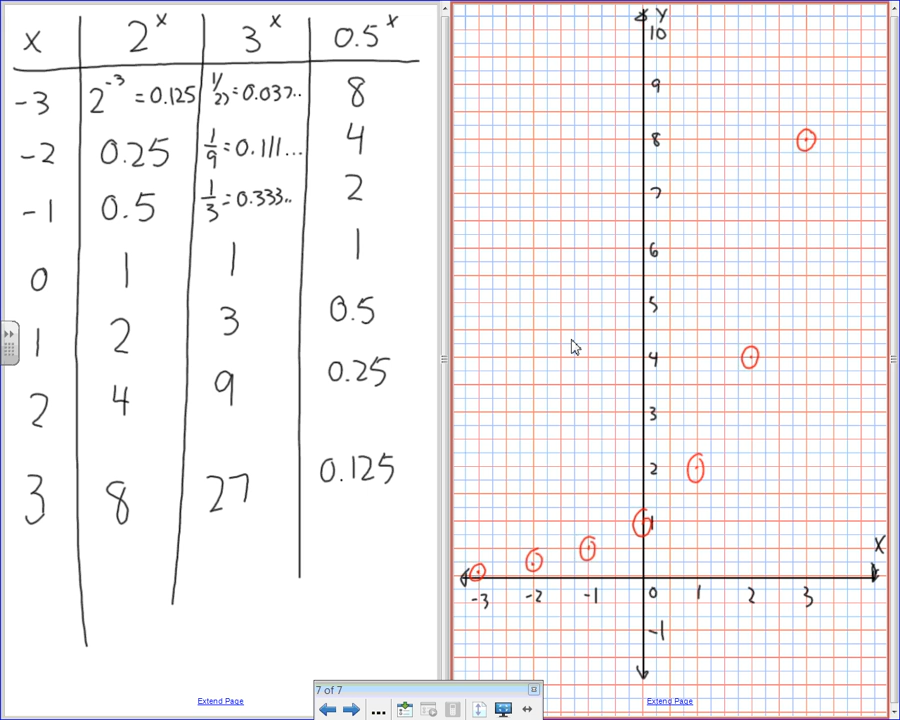 x 2^x 3^x 0.5^x
-3 2^-3 = 0.125 1/27 = 0.037.. 8
-2 0.25 1/9 = 0.111... 4
-1 0.5 1/3 = 0.333.. 2
0 1 1 1
1 2 3 0.5
2 4 9 0.25
3 8 27 0.125
Extend Page
Y
10
9
8
7
6
5
4
3
2
1
X
-3 -2 -1 0 1 2 3
-1
Extend Page
7 of 7
...